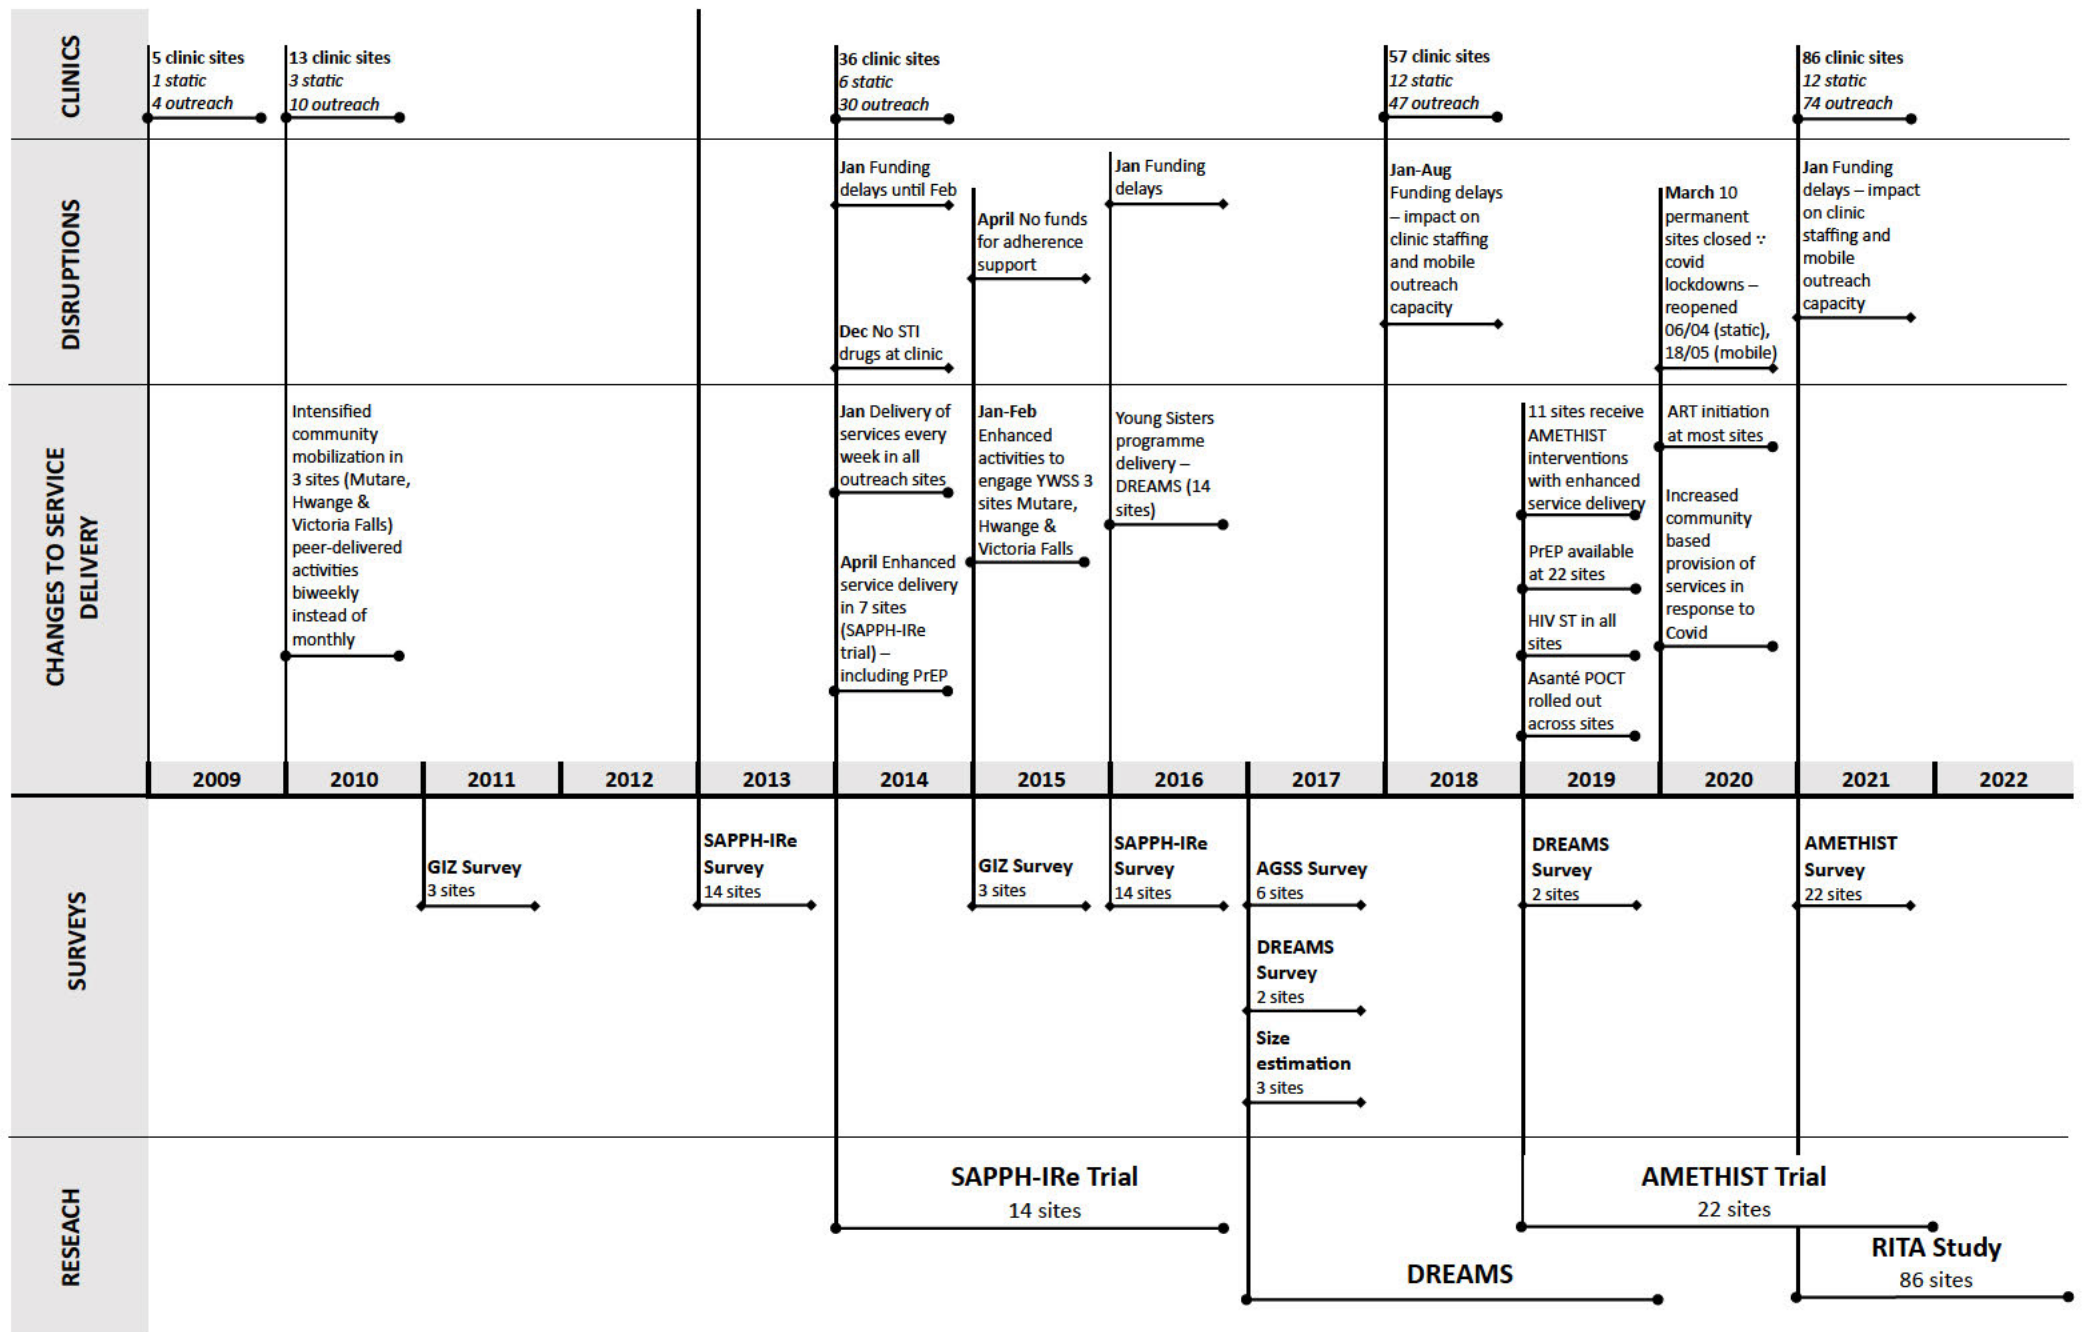 CLINICS
5 clinic sites
1 static
4 outreach
13 clinic sites
3 static
10 outreach
36 clinic sites
6 static
30 outreach
57 clinic sites
12 static
47 outreach
86 clinic sites
12 static
74 outreach
DISRUPTIONS
Jan Funding
delays until Feb
Dec No STI
drugs at clinic
April No funds
for adherence
support
Jan Funding
delays
Jan-Aug
Funding delays
– impact on
clinic staffing
and mobile
outreach
capacity
March 10
permanent
sites closed ∵
covid
lockdowns –
reopened
06/04 (static),
18/05 (mobile)
Jan Funding
delays – impact
on clinic
staffing and
mobile
outreach
capacity
CHANGES TO SERVICE
DELIVERY
Intensified
community
mobilization in
3 sites (Mutare,
Hwange &
Victoria Falls)
peer-delivered
activities
biweekly
instead of
monthly
Jan Delivery of
services every
week in all
outreach sites
April Enhanced
service delivery
in 7 sites
(SAPPH-IRe
trial) –
including PrEP
Jan-Feb
Enhanced
activities to
engage YWSS 3
sites Mutare,
Hwange &
Victoria Falls
Young Sisters
programme
delivery –
DREAMS (14
sites)
11 sites receive
AMETHIST
interventions
with enhanced
service delivery
PrEP available
at 22 sites
HIV ST in all
sites
Asanté POCT
rolled out
across sites
ART initiation
at most sites
Increased
community
based
provision of
services in
response to
Covid
2009 2010 2011 2012 2013 2014 2015 2016 2017 2018 2019 2020 2021 2022
SURVEYS
GIZ Survey
3 sites
SAPPH-IRe
Survey
14 sites
GIZ Survey
3 sites
SAPPH-IRe
Survey
14 sites
AGSS Survey
6 sites
DREAMS
Survey
2 sites
Size
estimation
3 sites
DREAMS
Survey
2 sites
AMETHIST
Survey
22 sites
RESEACH
SAPPH-IRe Trial
14 sites
DREAMS
AMETHIST Trial
22 sites
RITA Study
86 sites